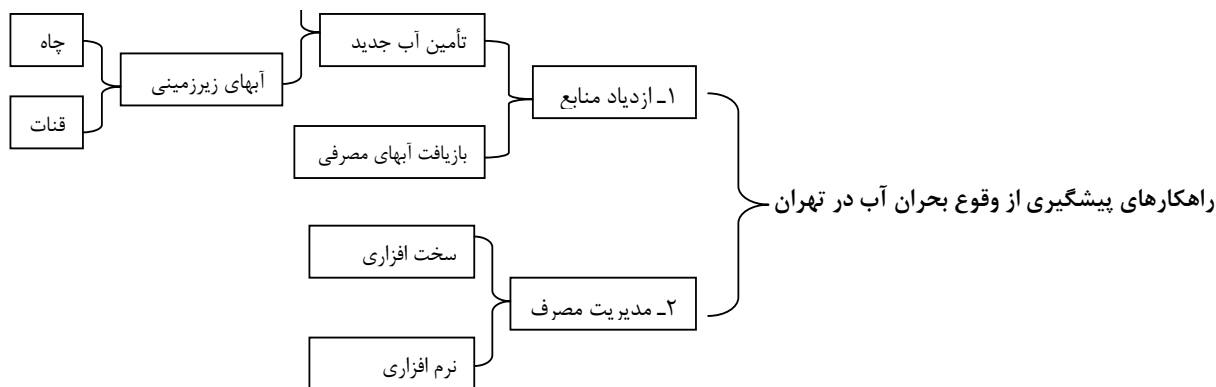 راهکارهای پیشگیری از وقوع بحران آب در تهران
۱ـ ازدیاد منابع
تأمین آب جدید
آبهای زیرزمینی
چاه
قنات
بازیافت آبهای مصرفی
۲ـ مدیریت مصرف
سخت افزاری
نرم افزاری